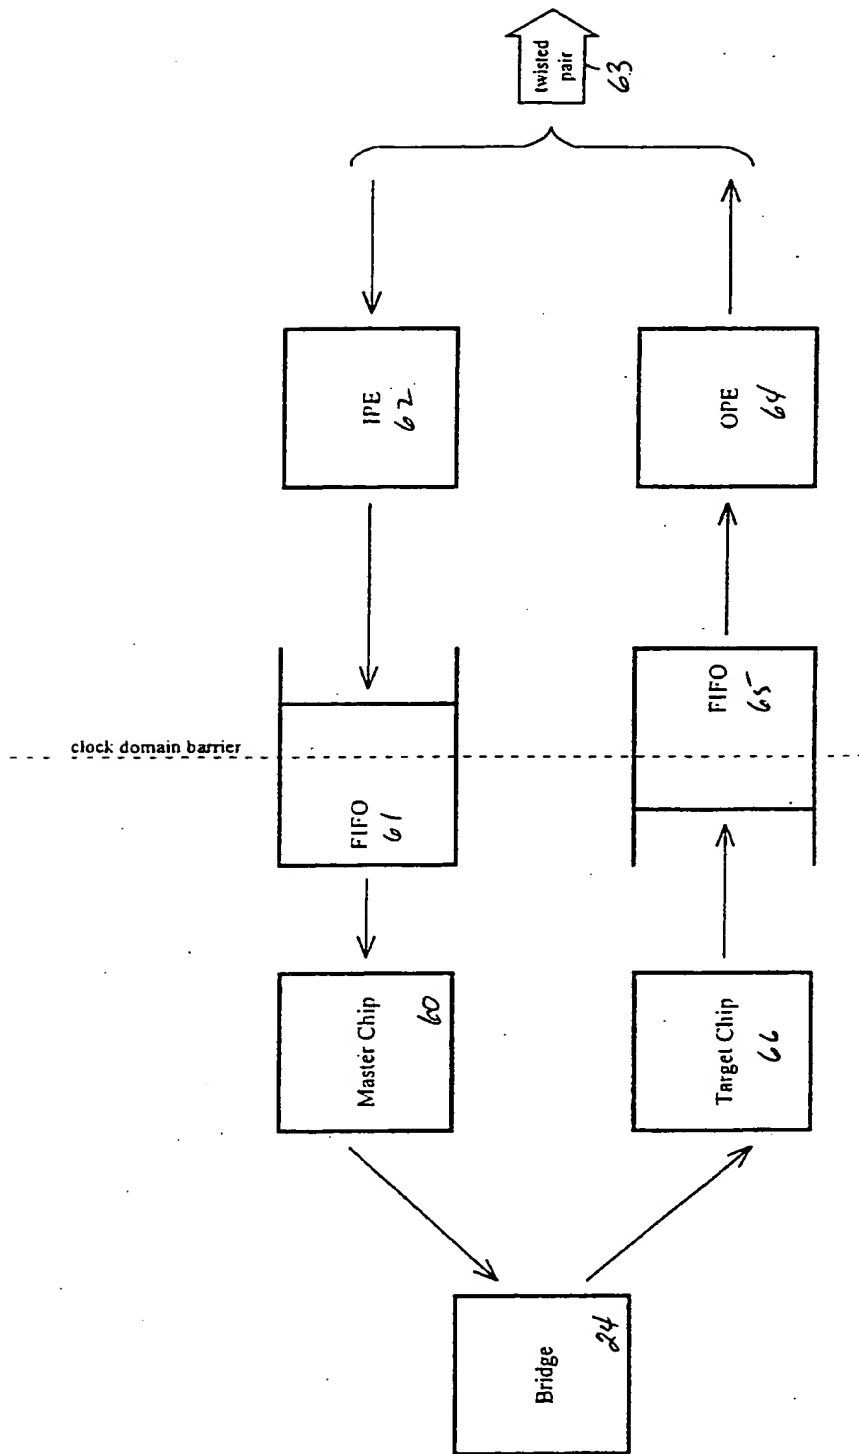 twisted
pair
63
IPE
62
OPE
64
clock domain barrier
FIFO
61
FIFO
65
Master Chip
60
Target Chip
66
Bridge
24